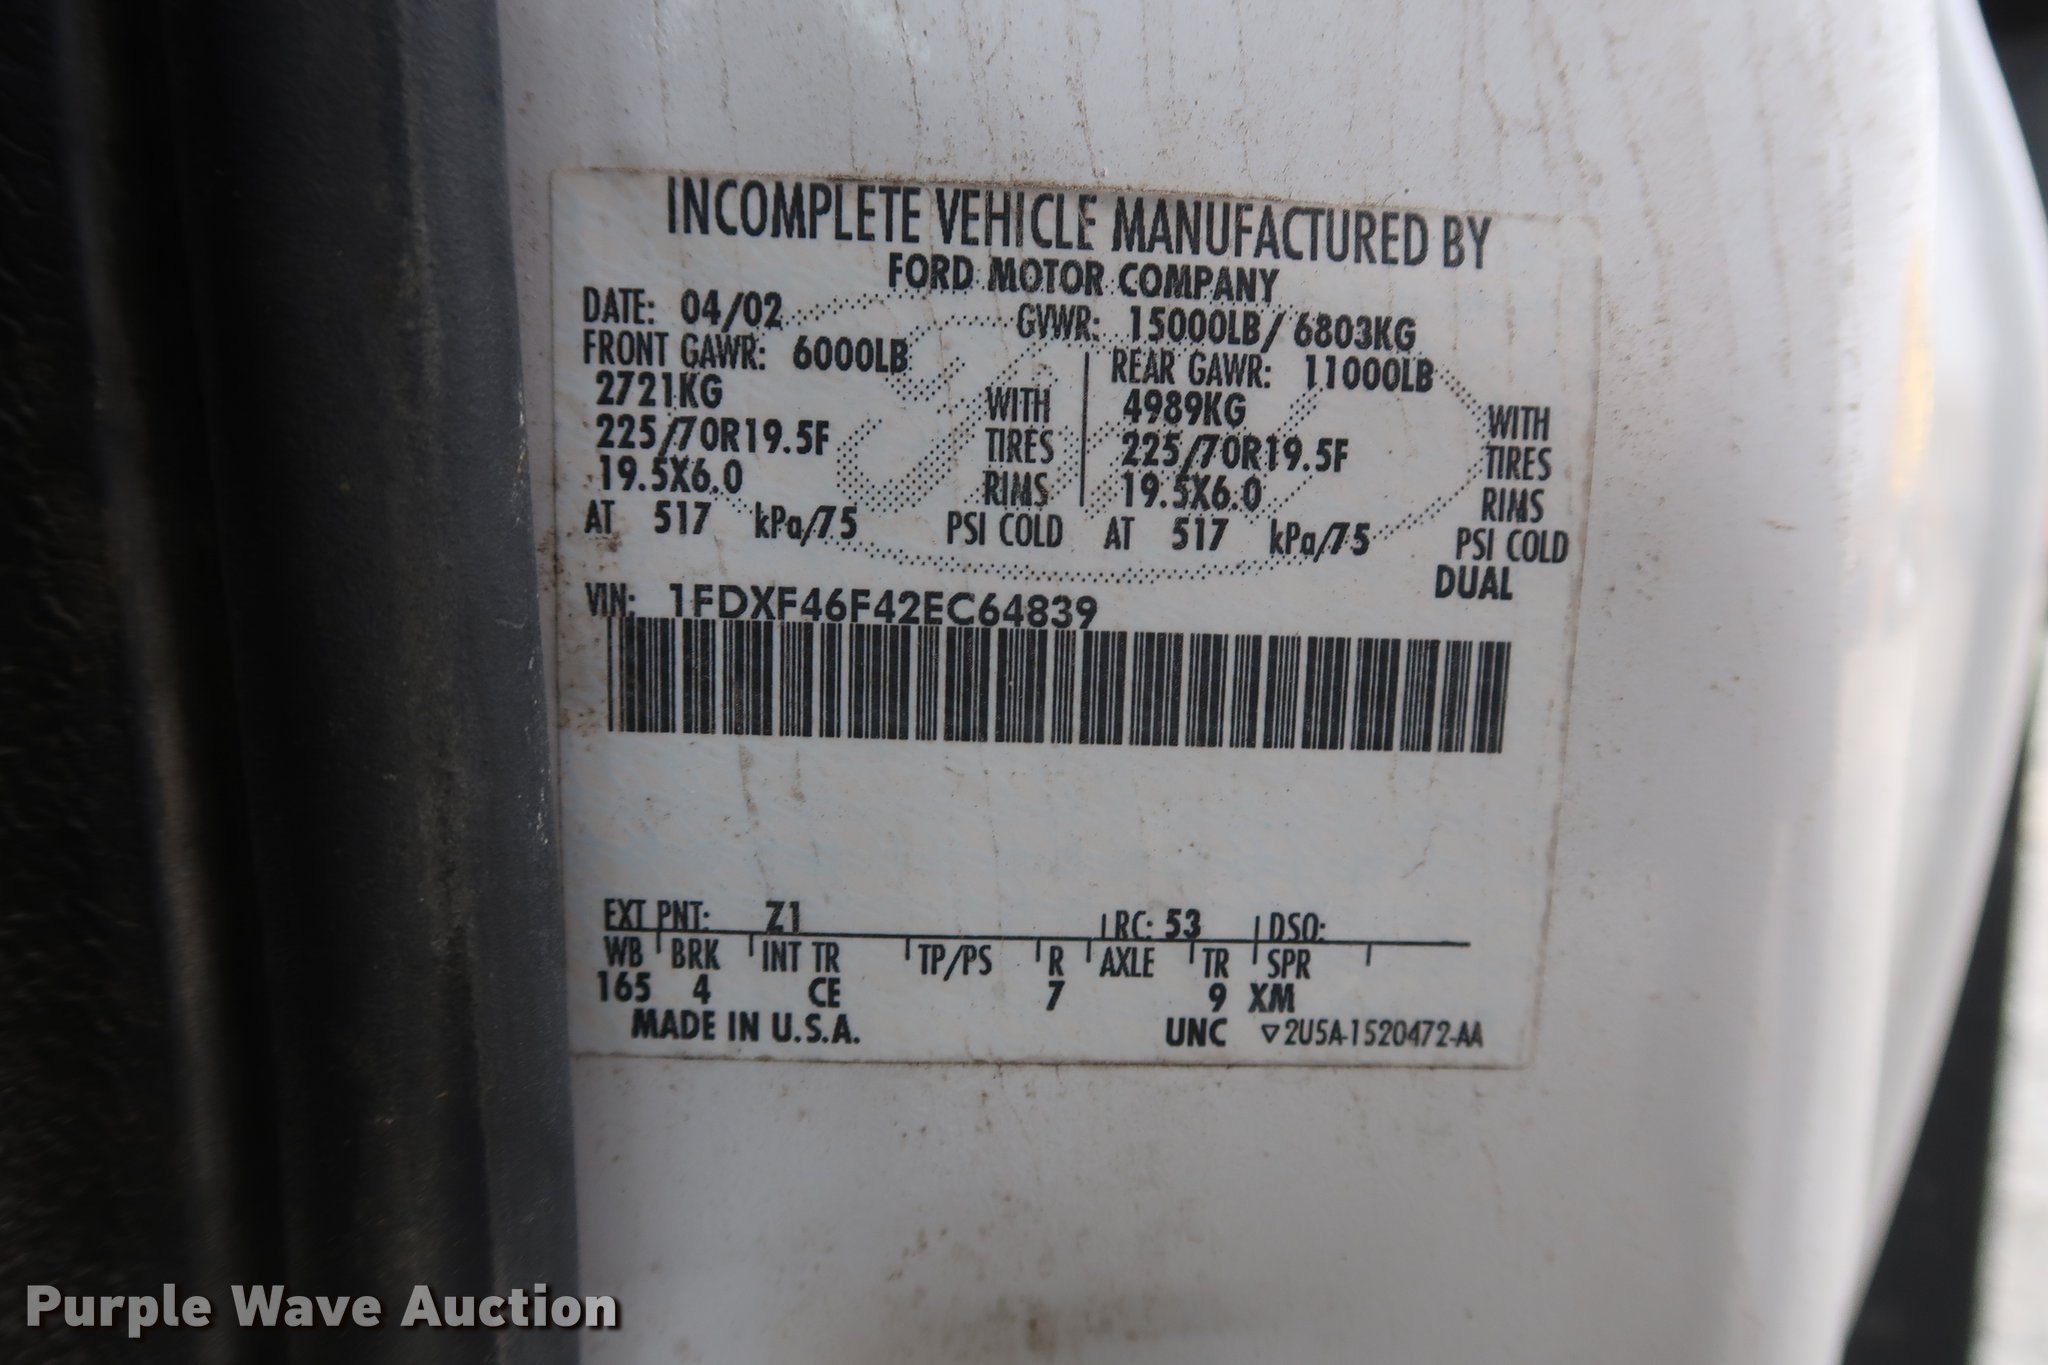 INCOMPLETE VEHICLE MANUFACTURED BY
FORD MOTOR COMPANY
DATE: 04/02 GVWR: 15000LB/ 6803KG
FRONT GAWR: 6000LB REAR GAWR: 11000LB
2721KG WITH 4989KG WITH
225/70R19.5F TIRES 225/70R19.5F TIRES
19.5X6.0 RIMS 19.5X6.0 RIMS
AT 517 kPa/75 PSI COLD AT 517 kPa/75 PSI COLD
DUAL
VIN: 1FDXF46F42EC64839
EXT PNT: Z1 RC: 53 DSO:
WB BRK INT TR TP/PS R AXLE TR SPR
165 4 CE 7 9 XM
MADE IN U.S.A. UNC ▽2U5A-1520472-AA
Purple Wave Auction